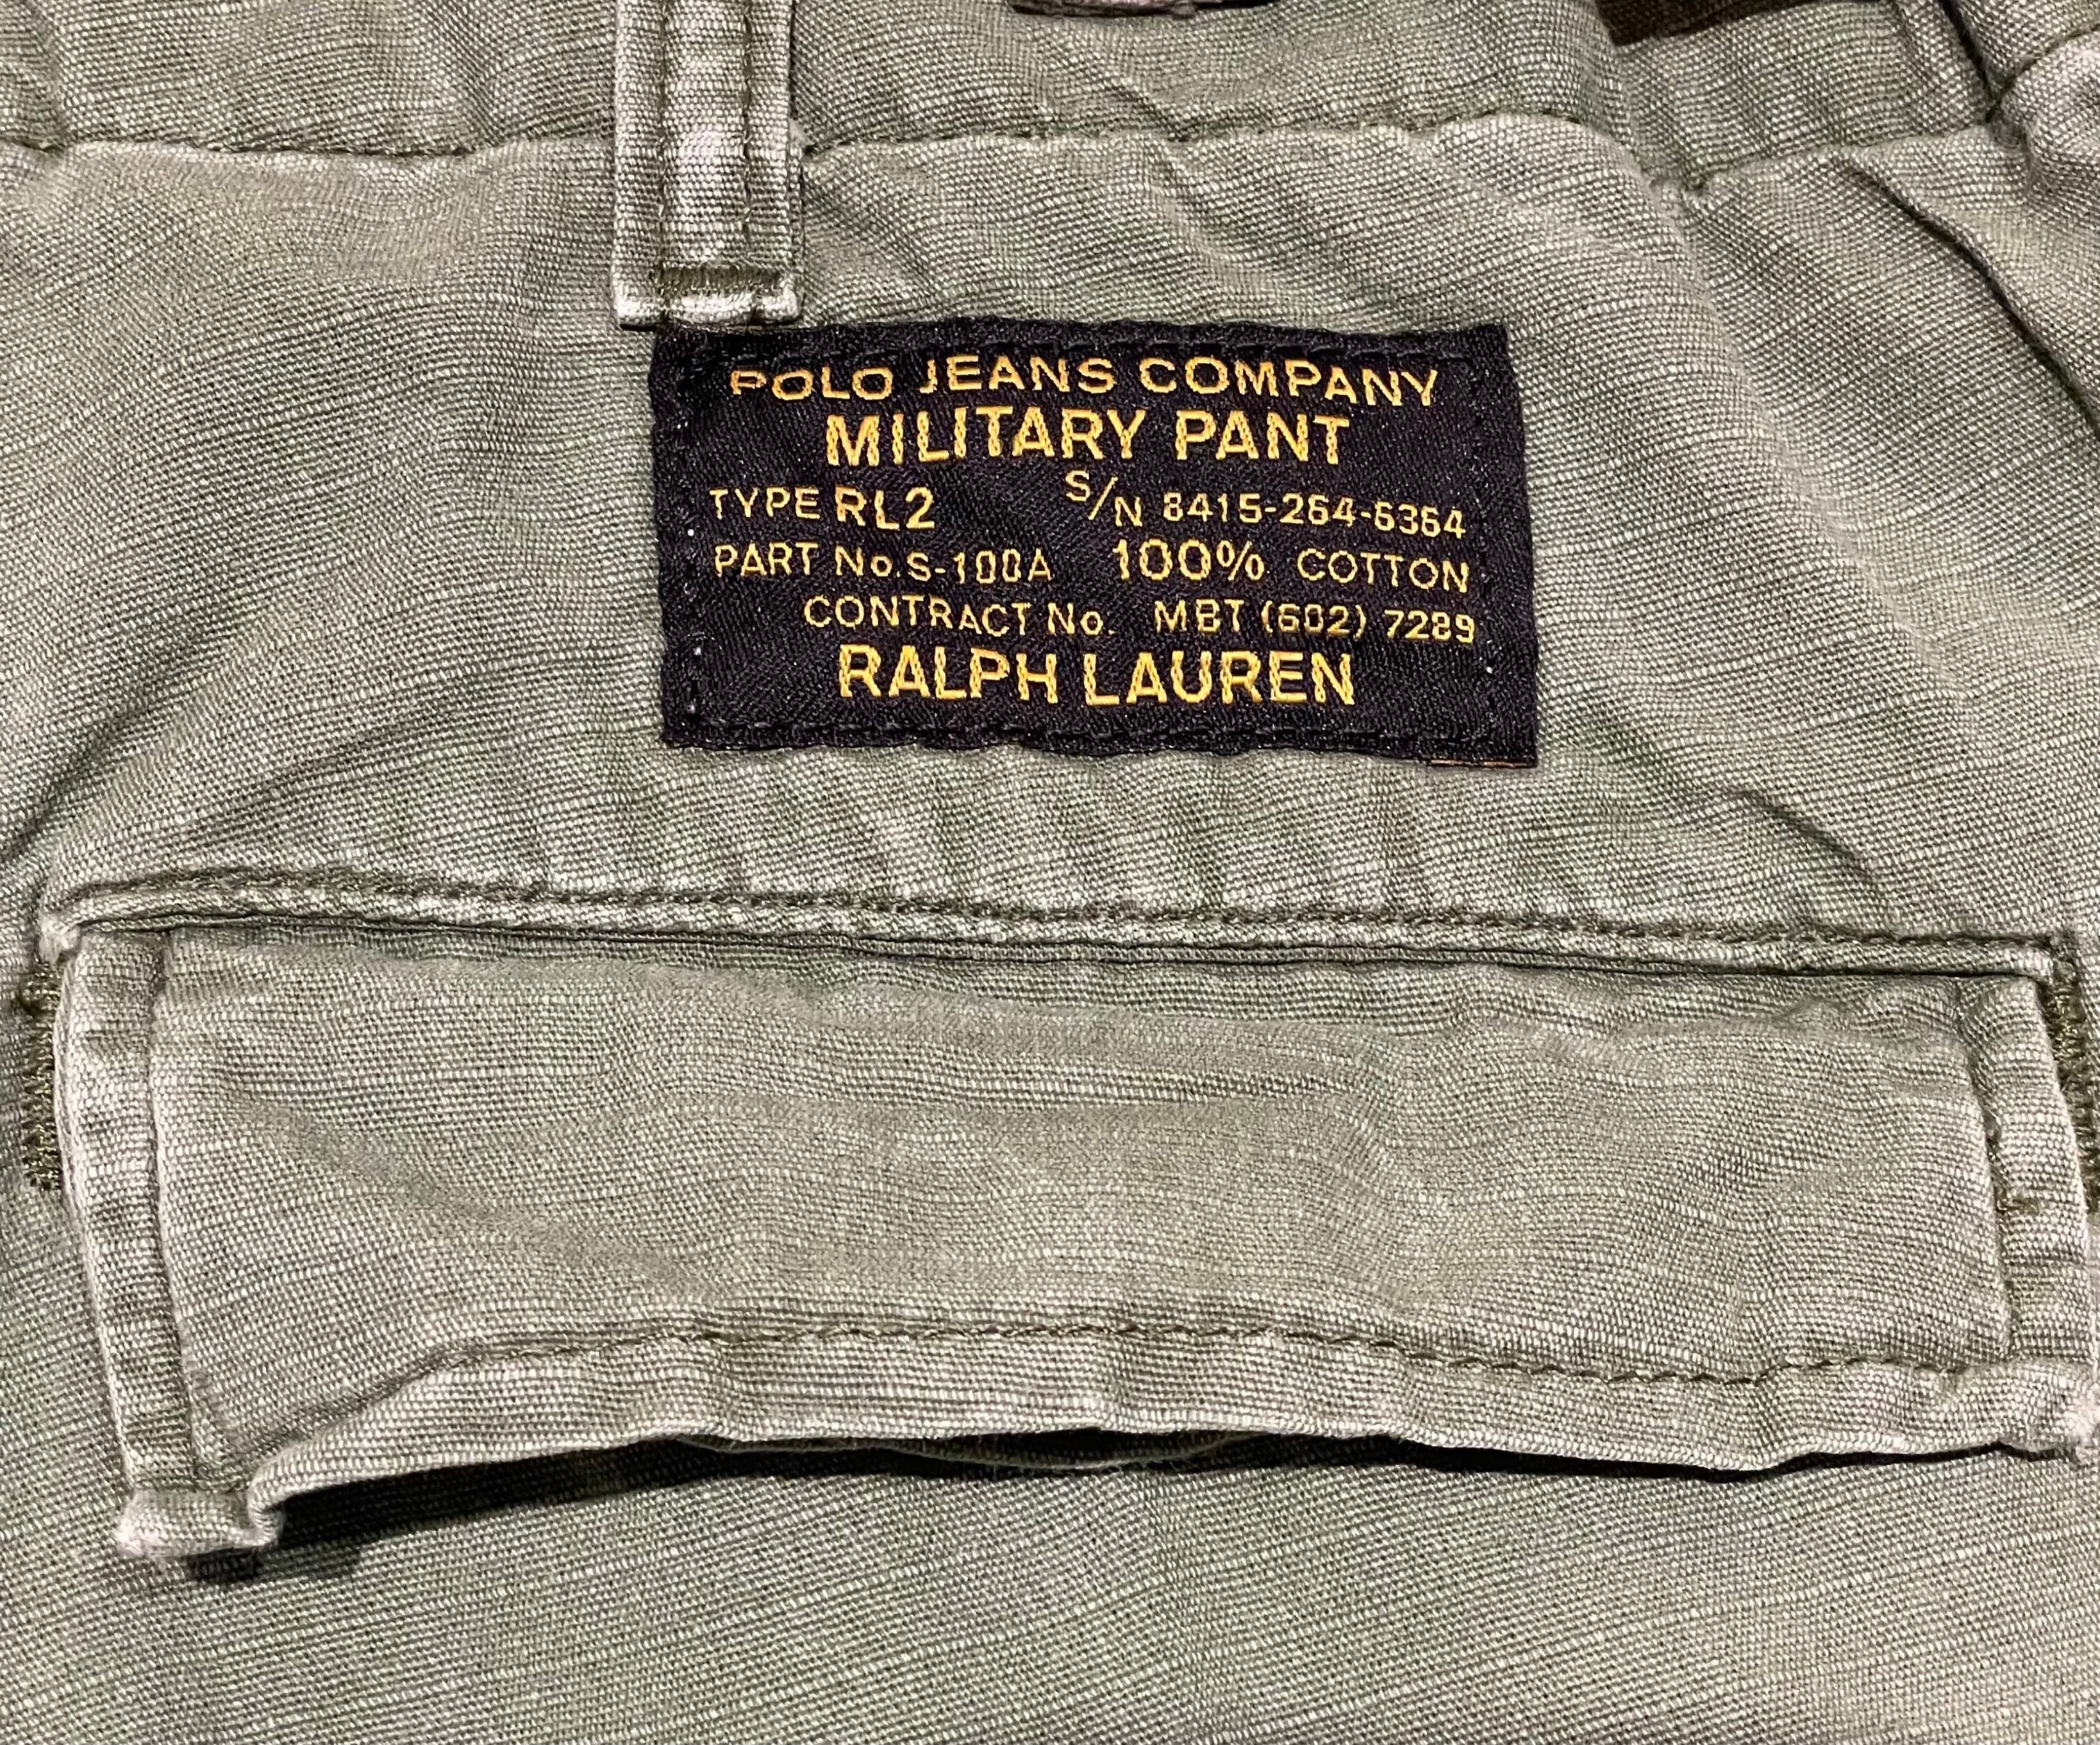 POLO JEANS COMPANY
MILITARY PANT
TYPE RL2 S/N 8415-264-6364
PART No. S-100A 100% COTTON
CONTRACT No. MBT (602) 7289
RALPH LAUREN